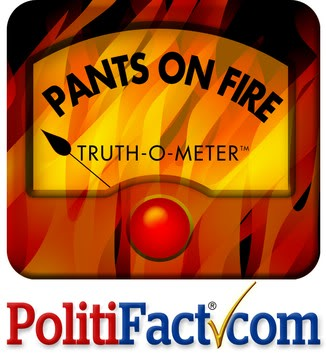 PANTS ON FIRE
TRUTH-O-METER™
PolitiFact®.com